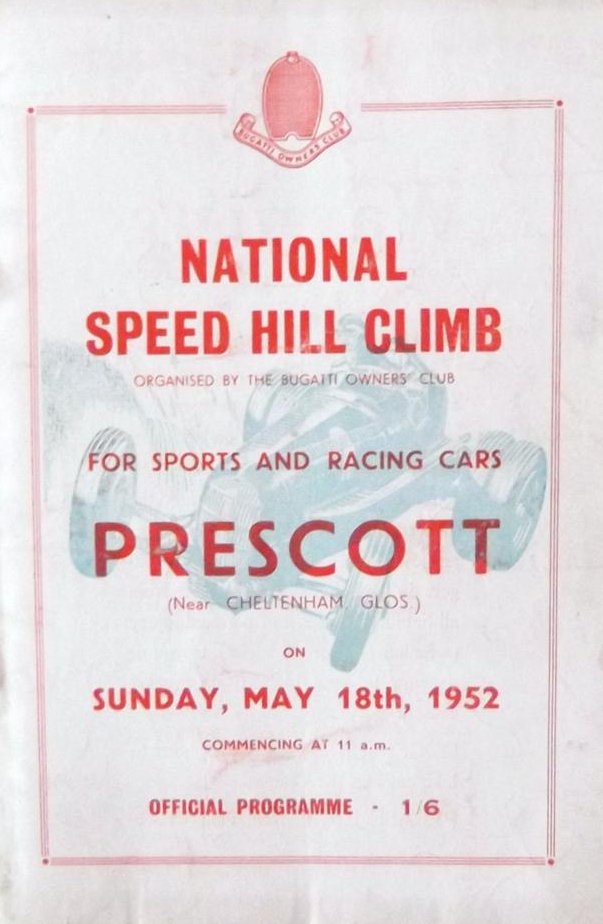 BUGATTI OWNERS CLUB
NATIONAL
SPEED HILL CLIMB
ORGANISED BY THE BUGATTI OWNERS' CLUB
FOR SPORTS AND RACING CARS
PRESCOTT
(Near CHELTENHAM, GLOS.)
ON
SUNDAY, MAY 18th, 1952
COMMENCING AT 11 a.m.
OFFICIAL PROGRAMME - 1/6